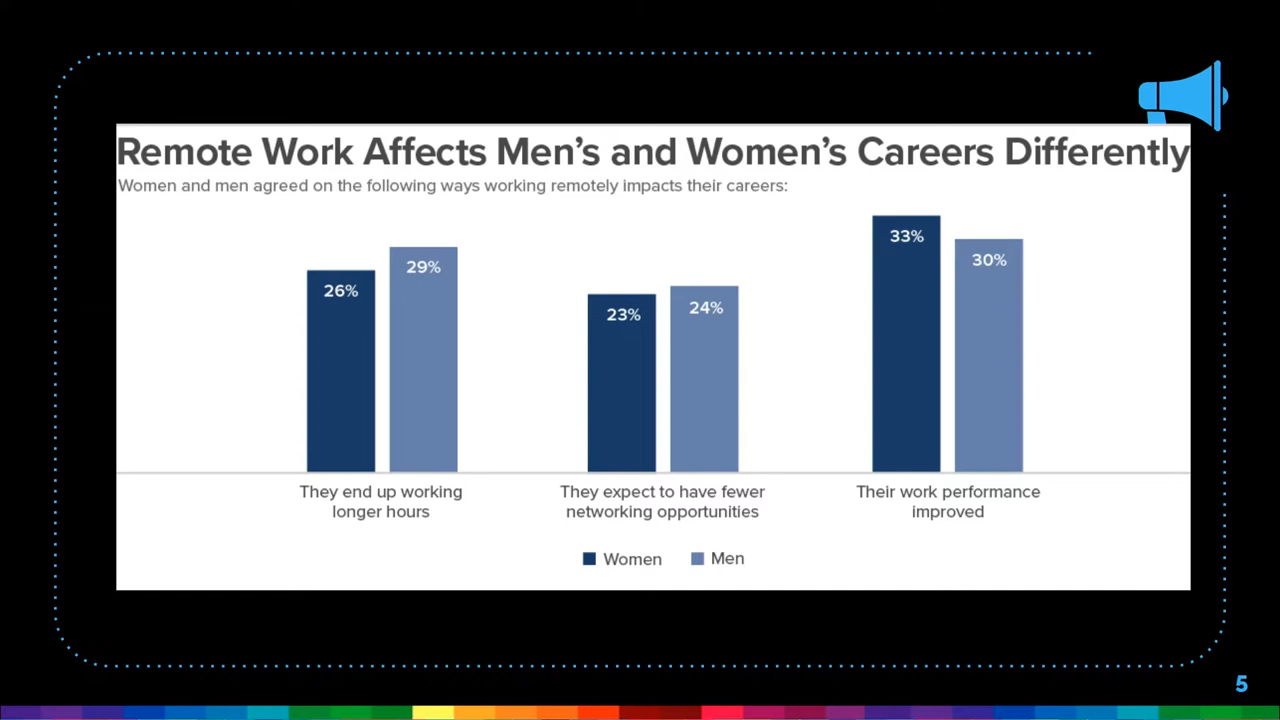 Remote Work Affects Men’s and Women’s Careers Differently
Women and men agreed on the following ways working remotely impacts their careers:
26%
29%
23%
24%
33%
30%
They end up working
longer hours
They expect to have fewer
networking opportunities
Their work performance
improved
Women
Men
5